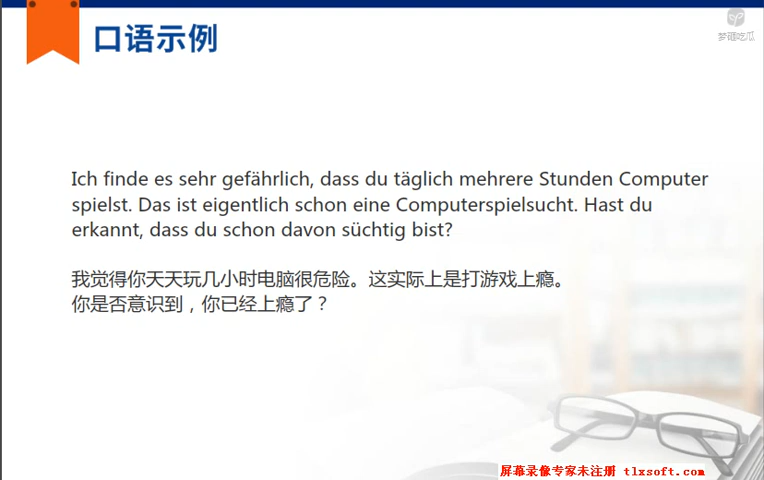 口语示例
梦砸吃瓜
Ich finde es sehr gefährlich, dass du täglich mehrere Stunden Computer
spielst. Das ist eigentlich schon eine Computerspielsucht. Hast du
erkannt, dass du schon davon süchtig bist?
我觉得你天天玩几小时电脑很危险。这实际上是打游戏上瘾。
你是否意识到，你已经上瘾了？
屏幕录像专家未注册 tlxsoft.com